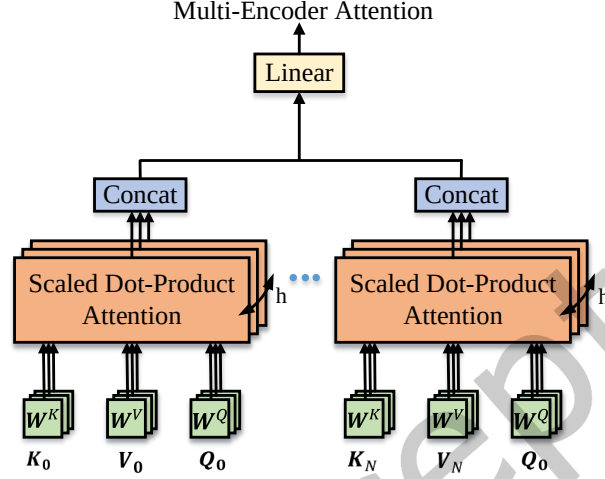 Multi-Encoder Attention
Linear
Concat Concat
Scaled Dot-Product Attention h ... Scaled Dot-Product Attention h
W^K W^V W^Q W^K W^V W^Q
K_0 V_0 Q_0 K_N V_N Q_0